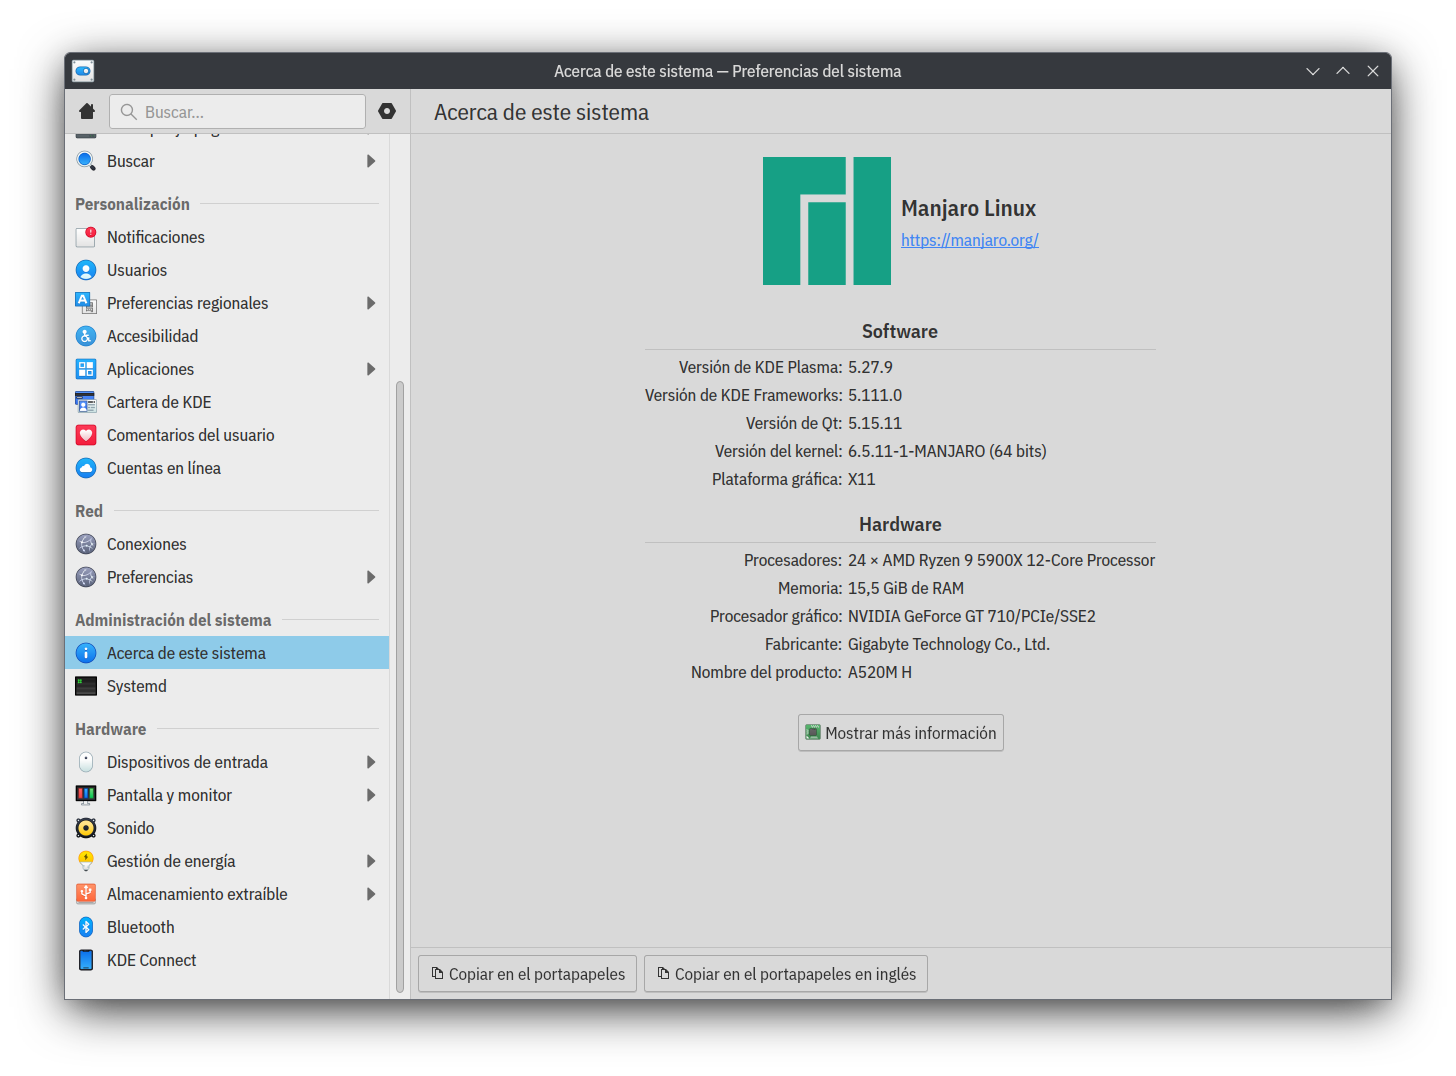 Acerca de este sistema — Preferencias del sistema
Buscar...
Acerca de este sistema
Buscar
Personalización
Notificaciones
Usuarios
Preferencias regionales
Accesibilidad
Aplicaciones
Cartera de KDE
Comentarios del usuario
Cuentas en línea
Red
Conexiones
Preferencias
Administración del sistema
Acerca de este sistema
Systemd
Hardware
Dispositivos de entrada
Pantalla y monitor
Sonido
Gestión de energía
Almacenamiento extraíble
Bluetooth
KDE Connect
Manjaro Linux
https://manjaro.org/
Software
Versión de KDE Plasma: 5.27.9
Versión de KDE Frameworks: 5.111.0
Versión de Qt: 5.15.11
Versión del kernel: 6.5.11-1-MANJARO (64 bits)
Plataforma gráfica: X11
Hardware
Procesadores: 24 × AMD Ryzen 9 5900X 12-Core Processor
Memoria: 15,5 GiB de RAM
Procesador gráfico: NVIDIA GeForce GT 710/PCIe/SSE2
Fabricante: Gigabyte Technology Co., Ltd.
Nombre del producto: A520M H
Mostrar más información
Copiar en el portapapeles
Copiar en el portapapeles en inglés